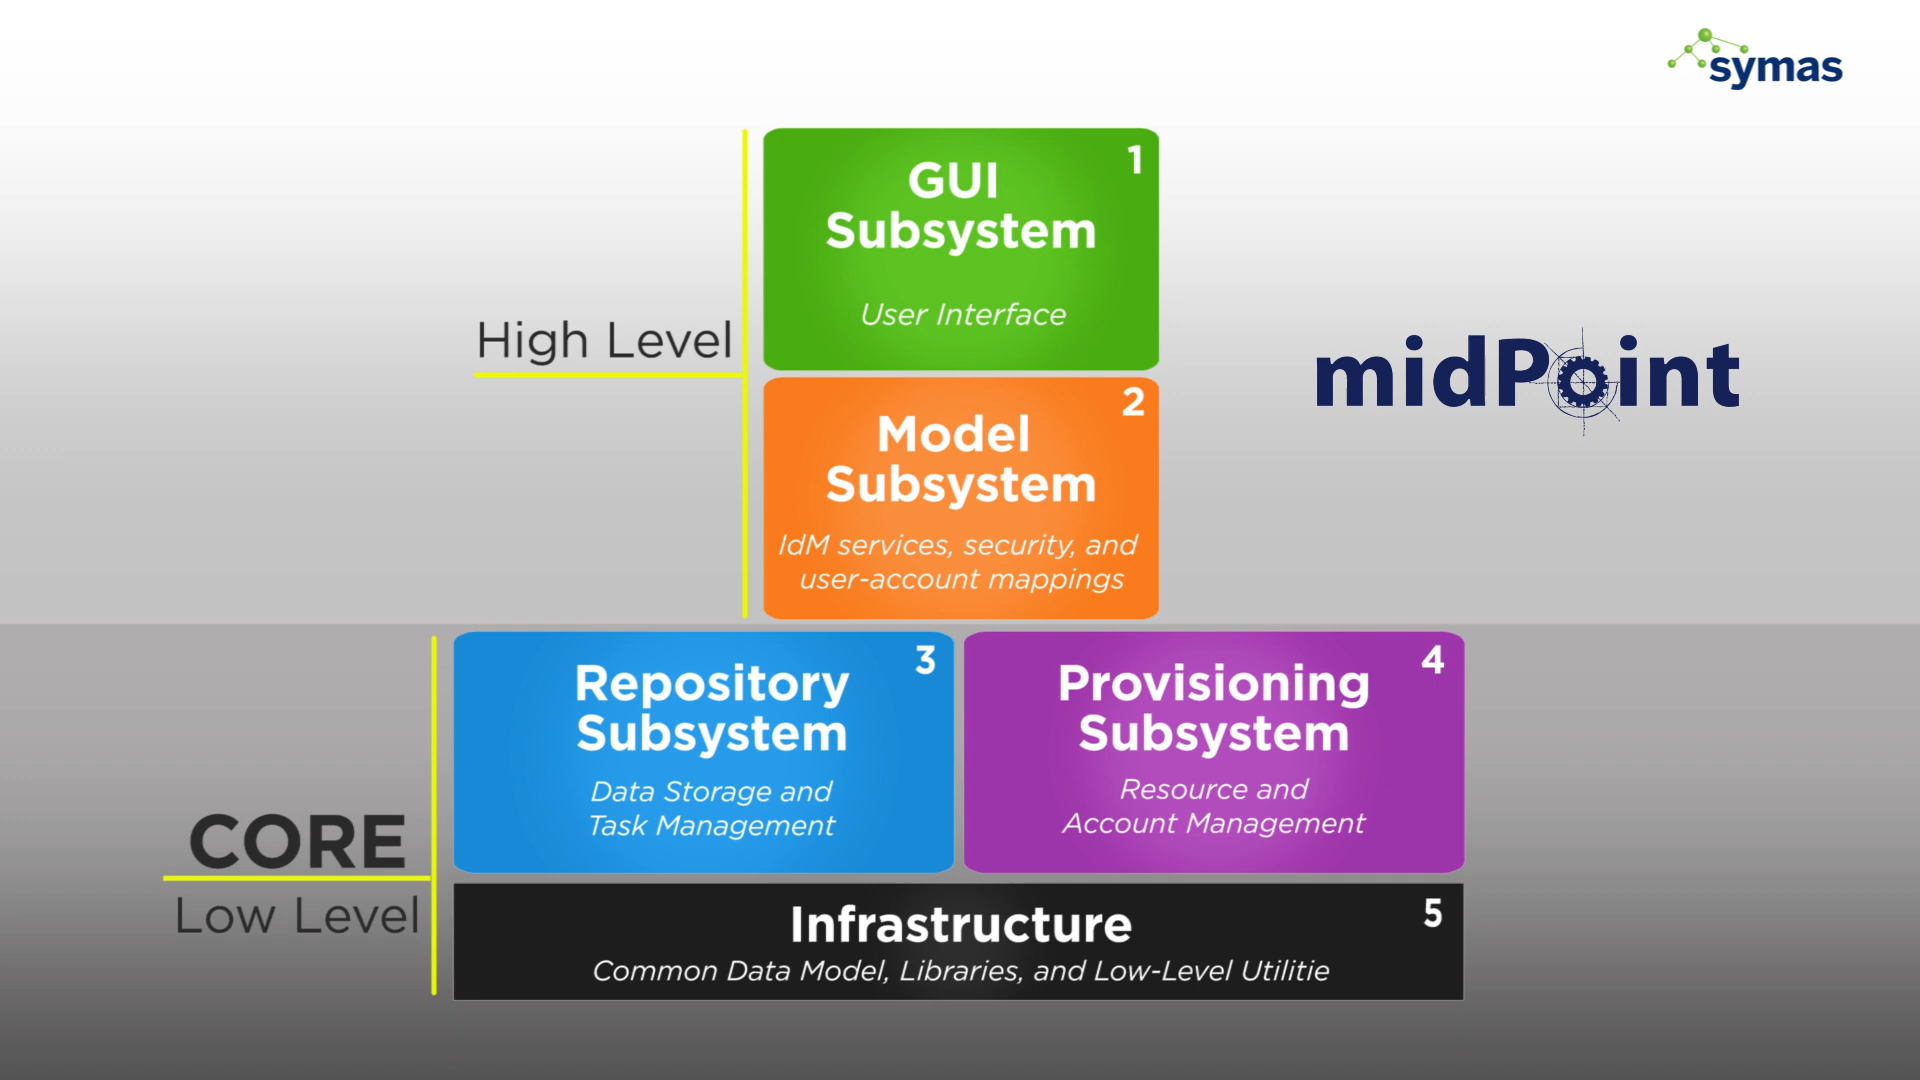 symas
1
GUI
Subsystem
User Interface
High Level
midPoint
2
Model
Subsystem
IdM services, security, and
user-account mappings
3
Repository
Subsystem
Data Storage and
Task Management
4
Provisioning
Subsystem
Resource and
Account Management
CORE
Low Level
5
Infrastructure
Common Data Model, Libraries, and Low-Level Utilitie